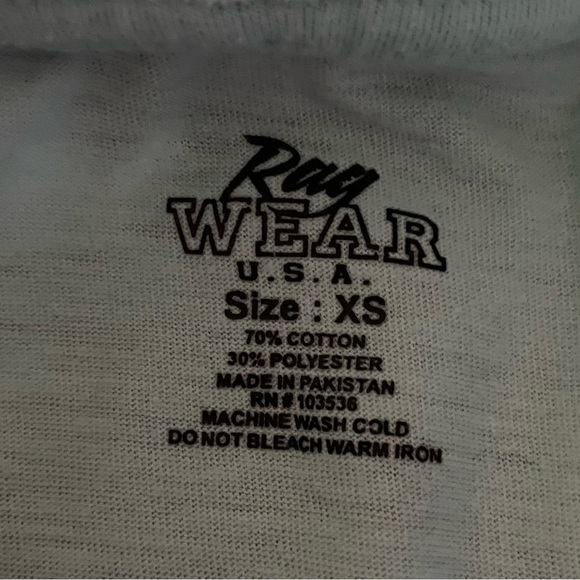 Rag
WEAR
U.S.A.
Size : XS
70% COTTON
30% POLYESTER
MADE IN PAKISTAN
RN # 103536
MACHINE WASH COLD
DO NOT BLEACH WARM IRON